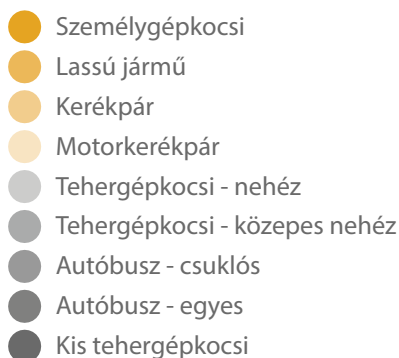 Személygépkocsi
Lassú jármű
Kerékpár
Motorkerékpár
Tehergépkocsi - nehéz
Tehergépkocsi - közepes nehéz
Autóbusz - csuklós
Autóbusz - egyes
Kis tehergépkocsi